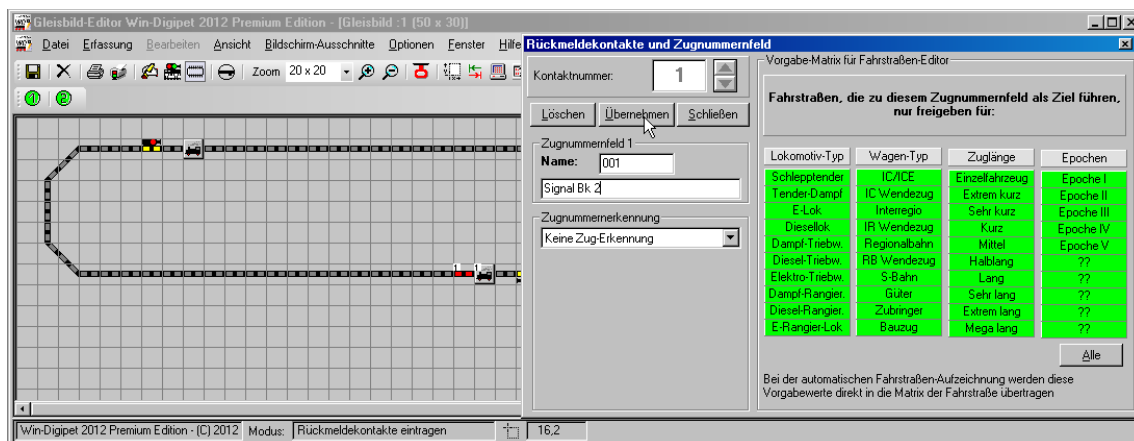 Gleisbild-Editor Win-Digipet 2012 Premium Edition - [Gleisbild :1 (50 x 30)]
Datei Erfassung Bearbeiten Ansicht Bildschirm-Ausschnitte Optionen Fenster Hilfe
Zoom 20 x 20
1 2
1 1
Rückmeldekontakte und Zugnummernfeld
Kontaktnummer: 1
Löschen Übernehmen Schließen
Zugnummernfeld 1
Name: 001
Signal Bk 2
Zugnummernerkennung
Keine Zug-Erkennung
Vorgabe-Matrix für Fahrstraßen-Editor
Fahrstraßen, die zu diesem Zugnummernfeld als Ziel führen,
nur freigeben für:
Lokomotiv-Typ Wagen-Typ Zuglänge Epochen
Schlepptender IC/ICE Einzelfahrzeug Epoche I
Tender-Dampf IC Wendezug Extrem kurz Epoche II
E-Lok Interregio Sehr kurz Epoche III
Diesellok IR Wendezug Kurz Epoche IV
Dampf-Triebw. Regionalbahn Mittel Epoche V
Diesel-Triebw. RB Wendezug Halblang ??
Elektro-Triebw. S-Bahn Lang ??
Dampf-Rangier. Güter Sehr lang ??
Diesel-Rangier. Zubringer Extrem lang ??
E-Rangier-Lok Bauzug Mega lang ??
Alle
Bei der automatischen Fahrstraßen-Aufzeichnung werden diese
Vorgabewerte direkt in die Matrix der Fahrstraße übertragen
Win-Digipet 2012 Premium Edition - (C) 2012 Modus: Rückmeldekontakte eintragen 16,2